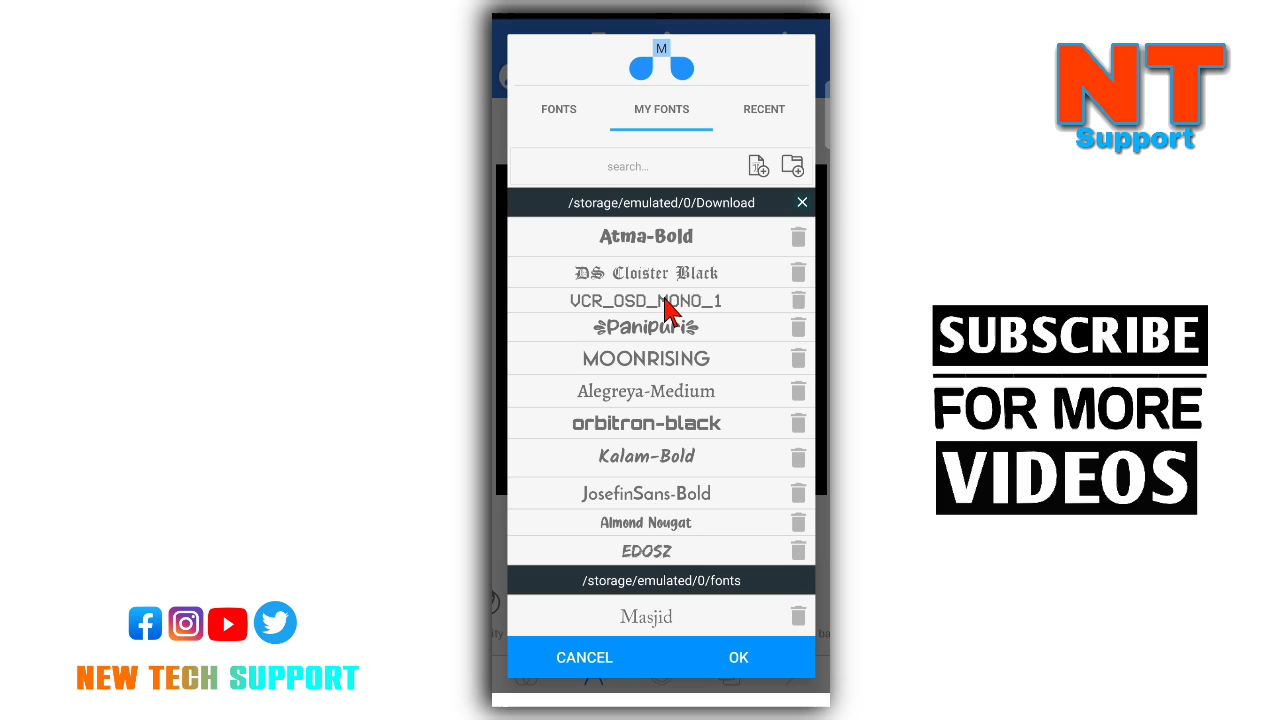 M
FONTS MY FONTS RECENT
search...
/storage/emulated/0/Download
Atma-Bold
DS Cloister Black
VCR_OSD_MONO_1
Panipuri
MOONRISING
Alegreya-Medium
orbitron-black
Kalam-Bold
JosefinSans-Bold
Almond Nougat
EDOSZ
/storage/emulated/0/fonts
Masjid
CANCEL OK
NT
Support
SUBSCRIBE
FOR MORE
VIDEOS
NEW TECH SUPPORT